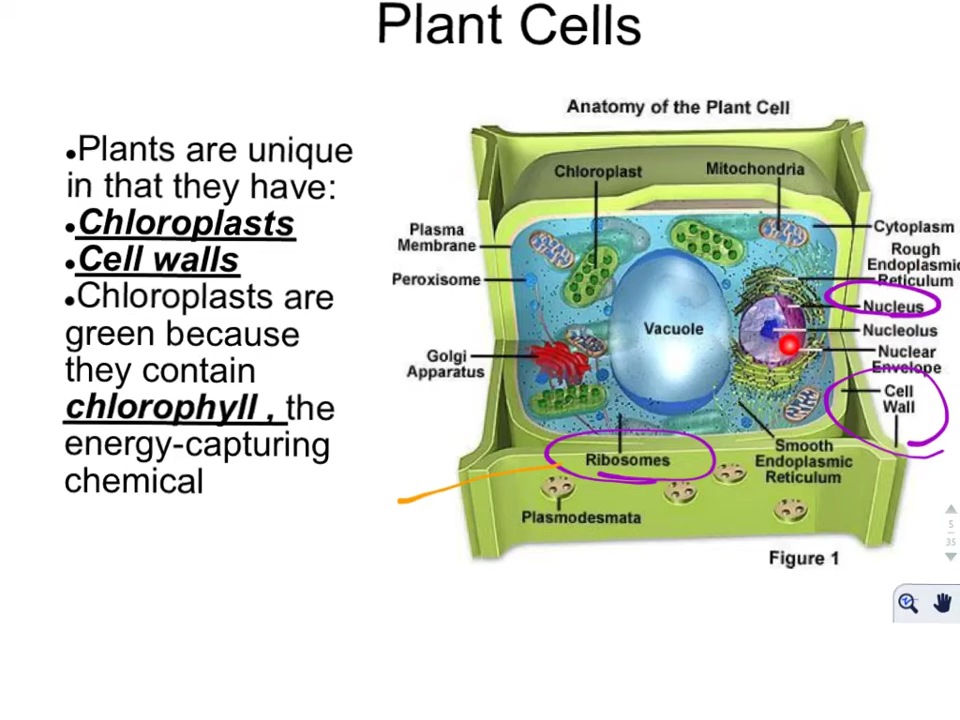 Plant Cells
•Plants are unique
in that they have:
•Chloroplasts
•Cell walls
•Chloroplasts are
green because
they contain
chlorophyll , the
energy-capturing
chemical
Anatomy of the Plant Cell
Chloroplast
Mitochondria
Plasma
Membrane
Cytoplasm
Rough
Endoplasmic
Reticulum
Peroxisome
Nucleus
Vacuole
Nucleolus
Golgi
Apparatus
Nuclear
Envelope
Cell
Wall
Ribosomes
Smooth
Endoplasmic
Reticulum
Plasmodesmata
Figure 1
5
35